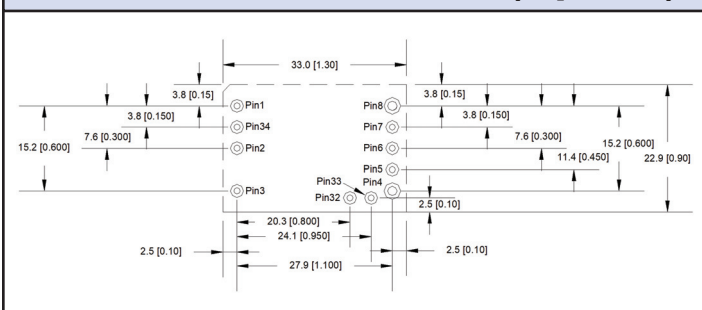 33.0 [1.30]
3.8 [0.15]
3.8 [0.15]
Pin1
Pin8
3.8 [0.150]
3.8 [0.150]
Pin34
Pin7
7.6 [0.300]
7.6 [0.300]
15.2 [0.600]
Pin2
Pin6
15.2 [0.600]
11.4 [0.450]
22.9 [0.90]
Pin5
Pin33
Pin4
Pin3
Pin32
2.5 [0.10]
20.3 [0.800]
24.1 [0.950]
2.5 [0.10]
2.5 [0.10]
27.9 [1.100]